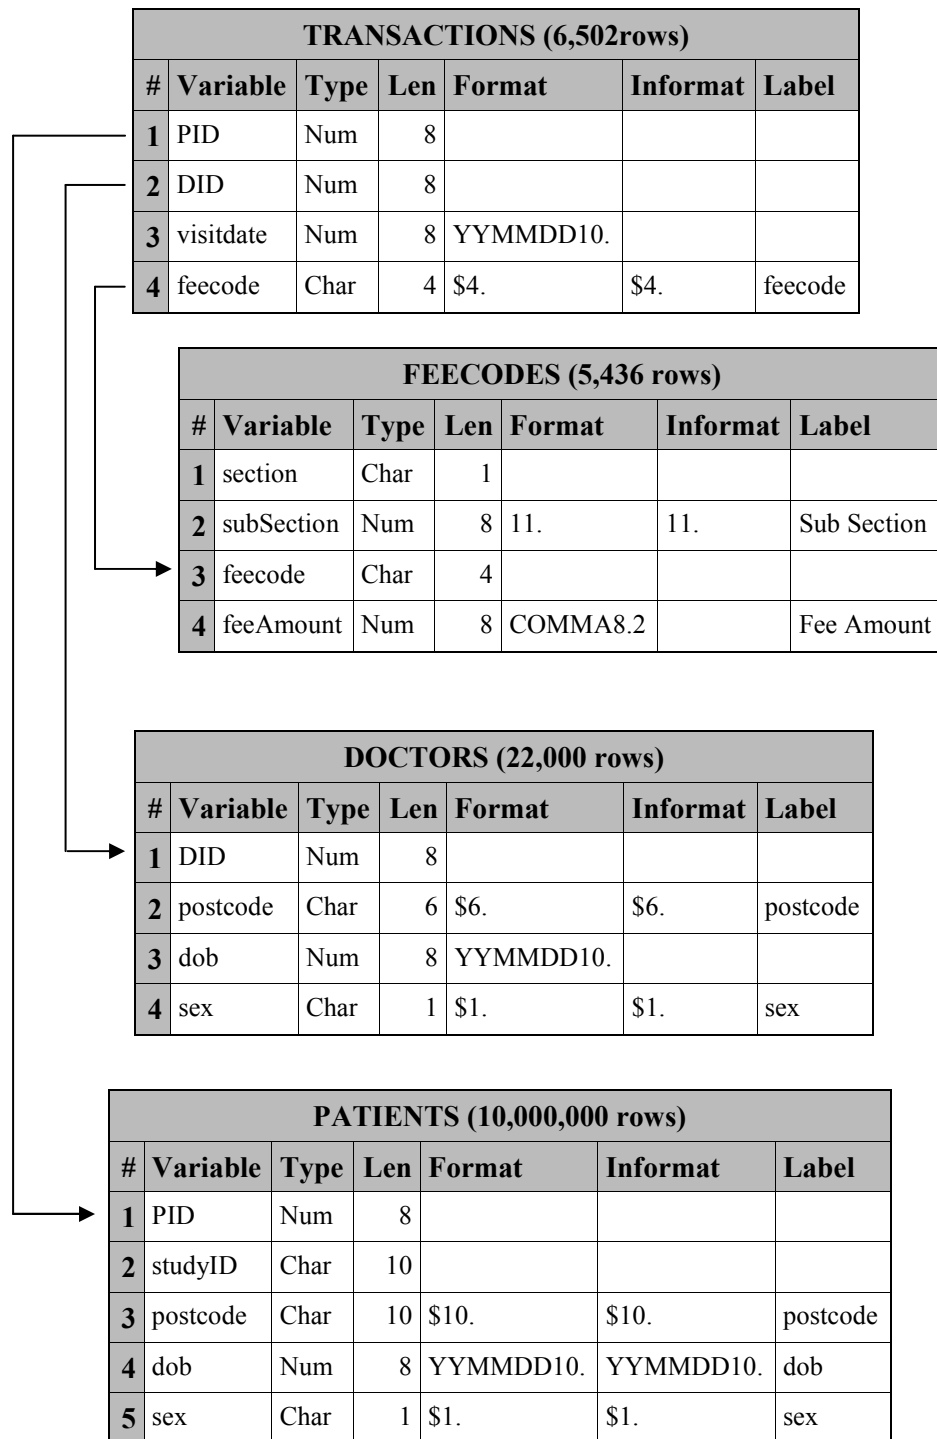 TRANSACTIONS (6,502rows)
# Variable Type Len Format Informat Label
1 PID Num 8
2 DID Num 8
3 visitdate Num 8 YYMMDD10.
4 feecode Char 4 $4. $4. feecode
FEECODES (5,436 rows)
# Variable Type Len Format Informat Label
1 section Char 1
2 subSection Num 8 11. 11. Sub Section
3 feecode Char 4
4 feeAmount Num 8 COMMA8.2 Fee Amount
DOCTORS (22,000 rows)
# Variable Type Len Format Informat Label
1 DID Num 8
2 postcode Char 6 $6. $6. postcode
3 dob Num 8 YYMMDD10.
4 sex Char 1 $1. $1. sex
PATIENTS (10,000,000 rows)
# Variable Type Len Format Informat Label
1 PID Num 8
2 studyID Char 10
3 postcode Char 10 $10. $10. postcode
4 dob Num 8 YYMMDD10. YYMMDD10. dob
5 sex Char 1 $1. $1. sex